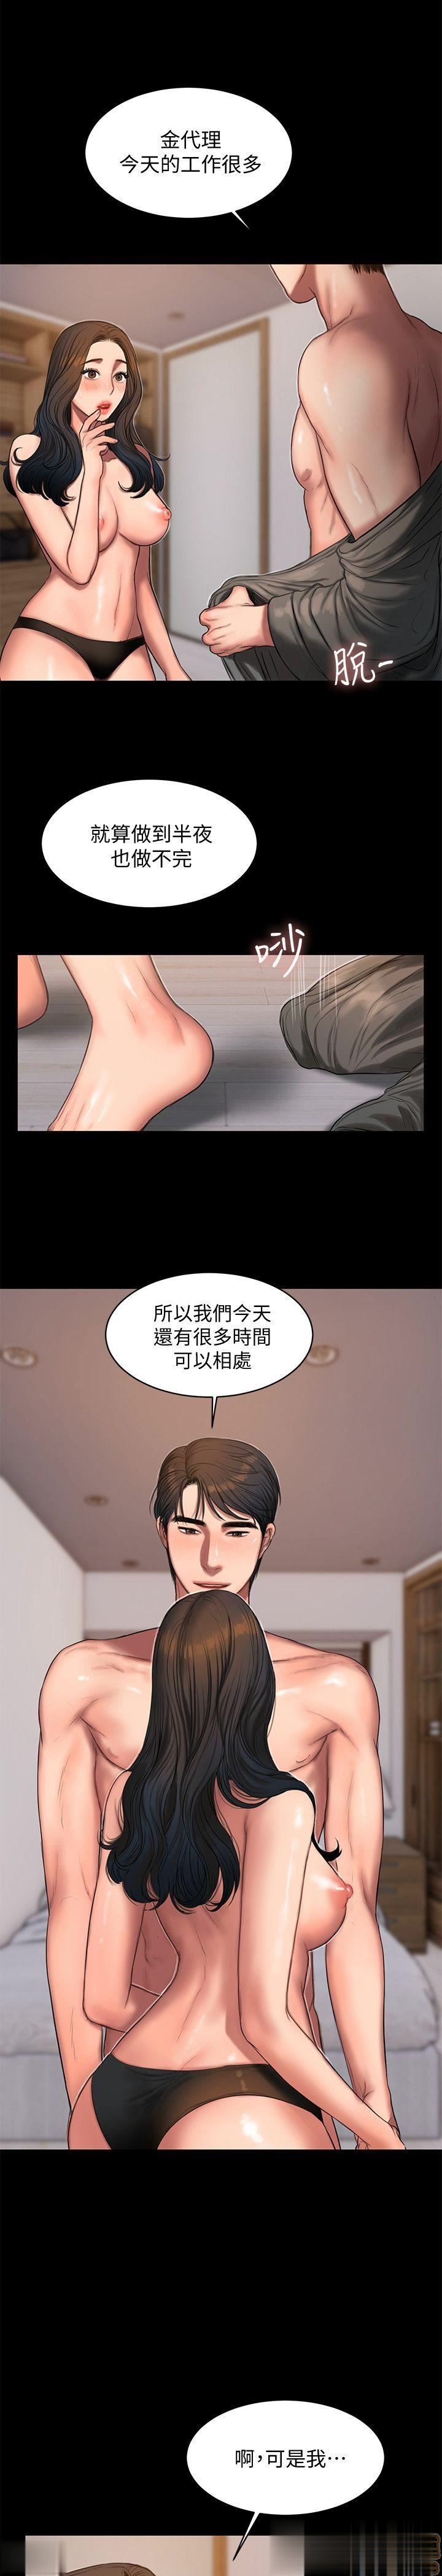 金代理
今天的工作很多
脫-
就算做到半夜
也做不完
唦
所以我們今天
還有很多時間
可以相處
啊,可是我…